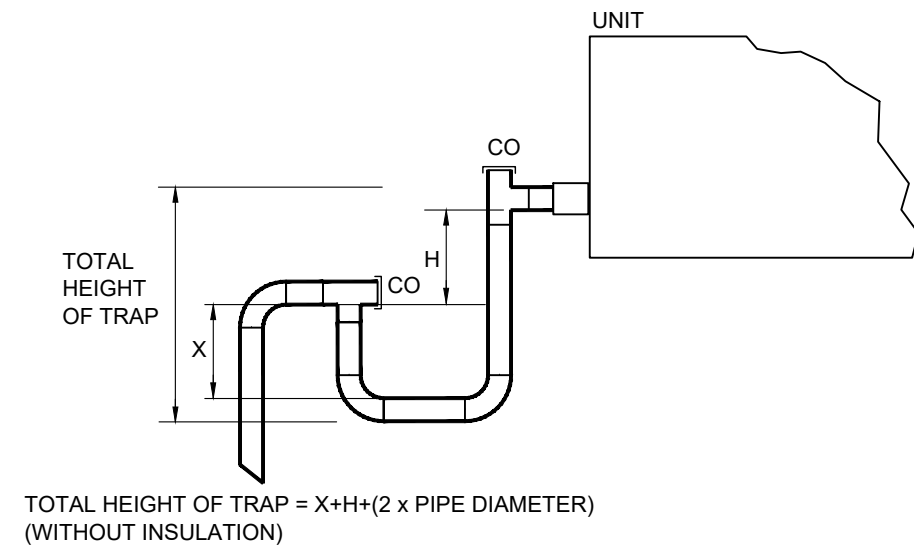 UNIT
CO
TOTAL
HEIGHT
OF TRAP
H
CO
X
TOTAL HEIGHT OF TRAP = X+H+(2 x PIPE DIAMETER)
(WITHOUT INSULATION)